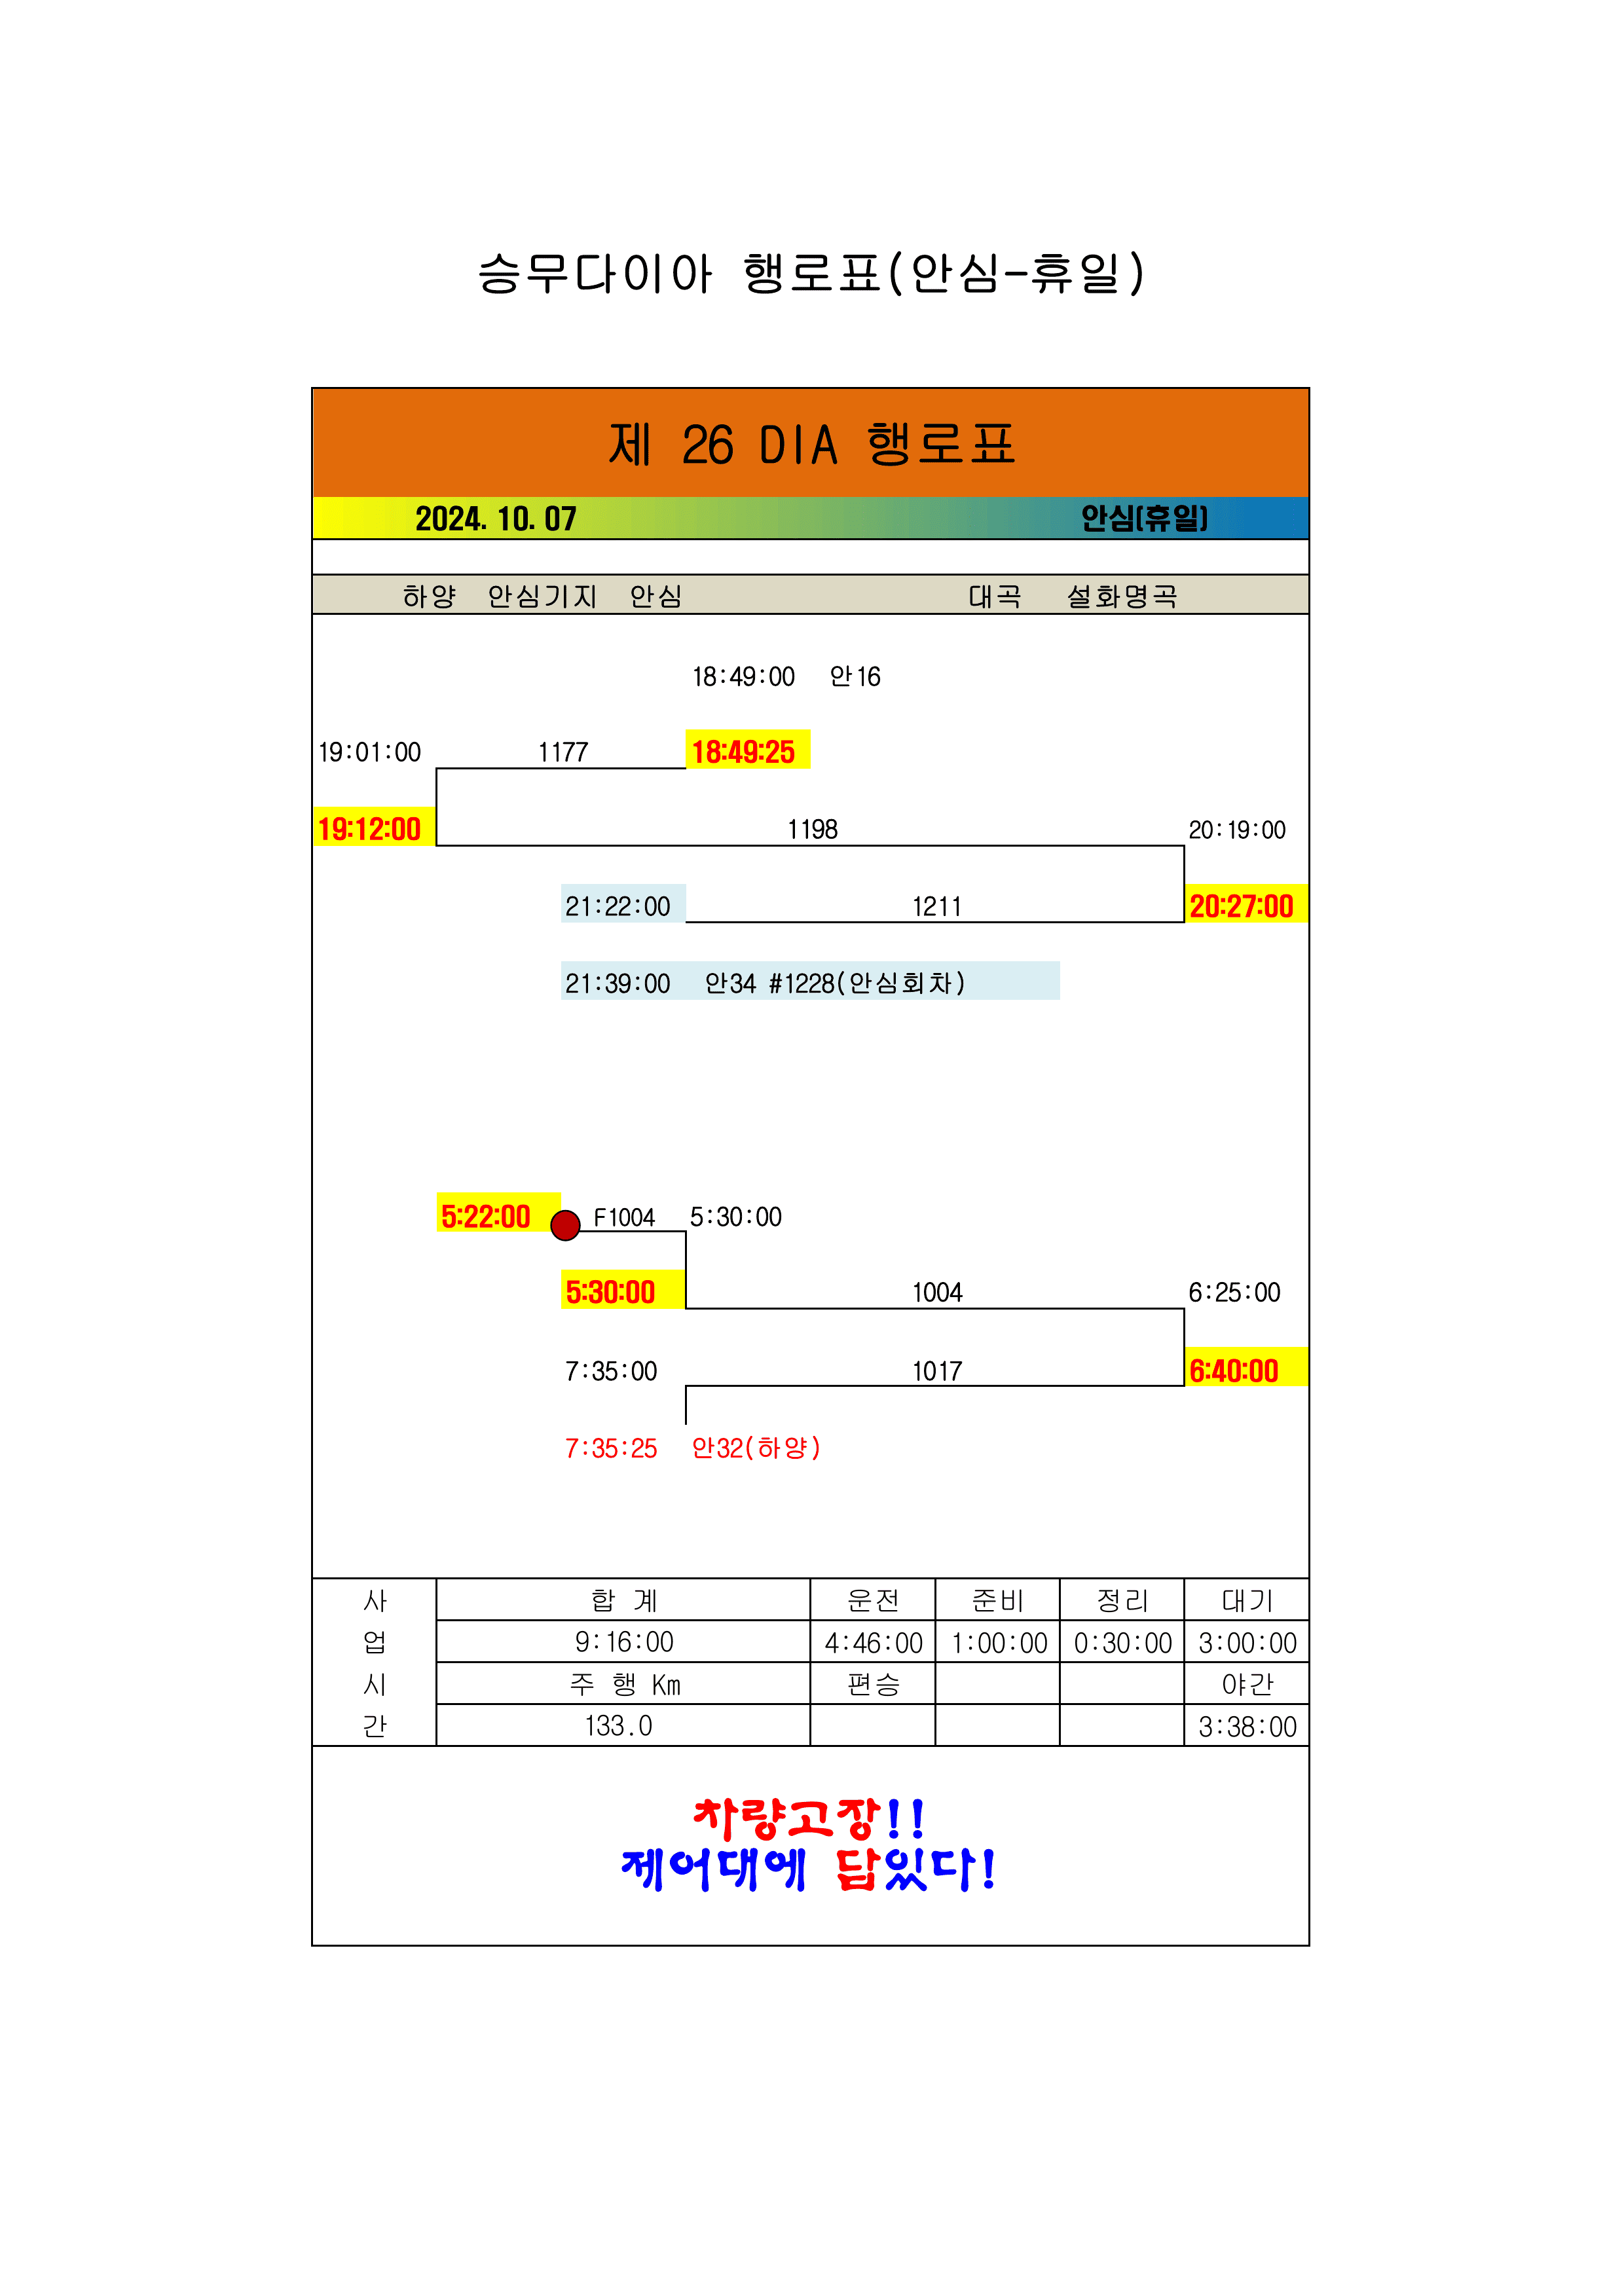 승무다이아 행로표(안심-휴일)
제 26 DIA 행로표
2024. 10. 07 안심(휴일)
하양 안심기지 안심 대곡 설화명곡
18:49:00 안16
19:01:00 1177 18:49:25
19:12:00 1198 20:19:00
21:22:00 1211 20:27:00
21:39:00 안34 #1228(안심회차)
5:22:00 F1004 5:30:00
5:30:00 1004 6:25:00
7:35:00 1017 6:40:00
7:35:25 안32(하양)
사 합 계 운전 준비 정리 대기
업 9:16:00 4:46:00 1:00:00 0:30:00 3:00:00
시 주 행 Km 편승 야간
간 133.0 3:38:00
차량고장!!
제어대에 답있다!